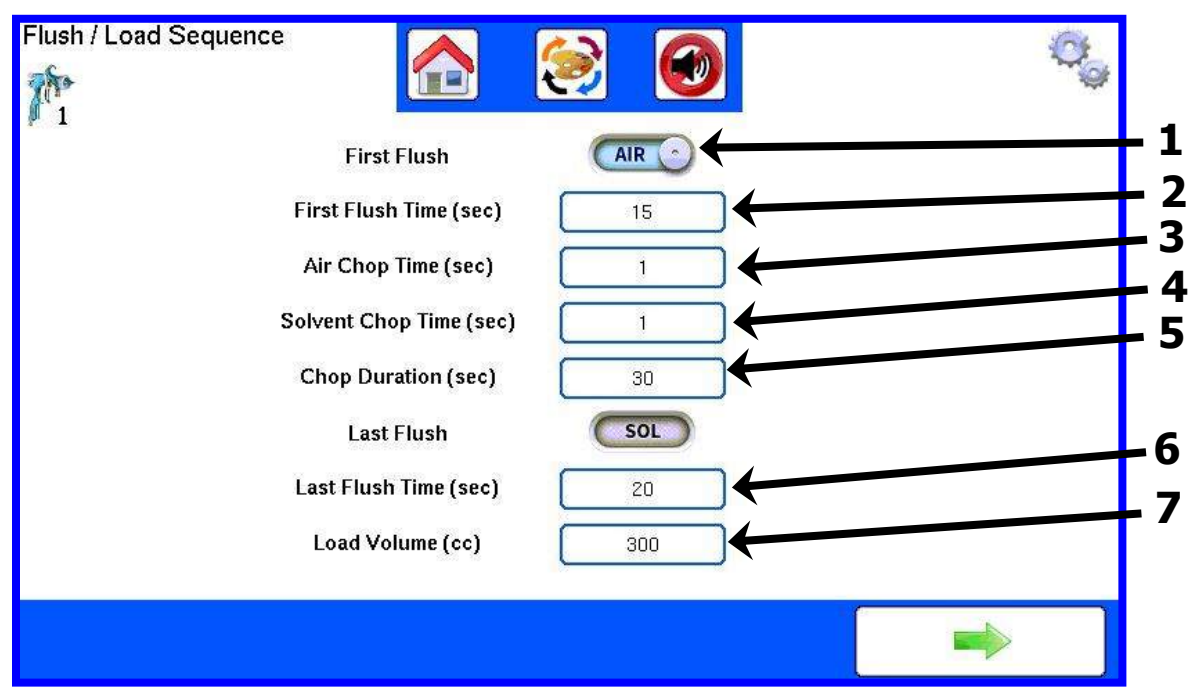 Flush / Load Sequence
1
First Flush AIR 1
First Flush Time (sec) 15 2
Air Chop Time (sec) 1 3
Solvent Chop Time (sec) 1 4
Chop Duration (sec) 30 5
Last Flush SOL
Last Flush Time (sec) 20 6
Load Volume (cc) 300 7